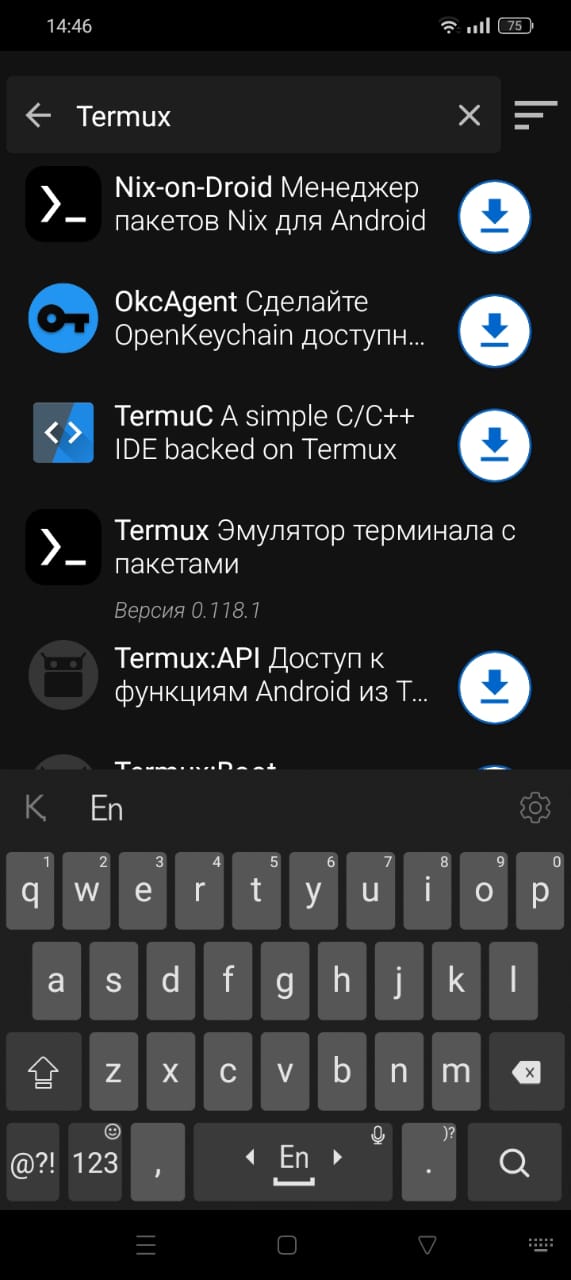 14:46
75
Termux
Nix-on-Droid Менеджер
пакетов Nix для Android
OkcAgent Сделайте
OpenKeychain доступн...
TermuC A simple C/C++
IDE backed on Termux
Termux Эмулятор терминала с
пакетами
Версия 0.118.1
Termux:API Доступ к
функциям Android из T...
Termux:Boot
En
1 2 3 4 5 6 7 8 9 0
q w e r t y u i o p
a s d f g h j k l
z x c v b n m
@?! 123 , En . )?